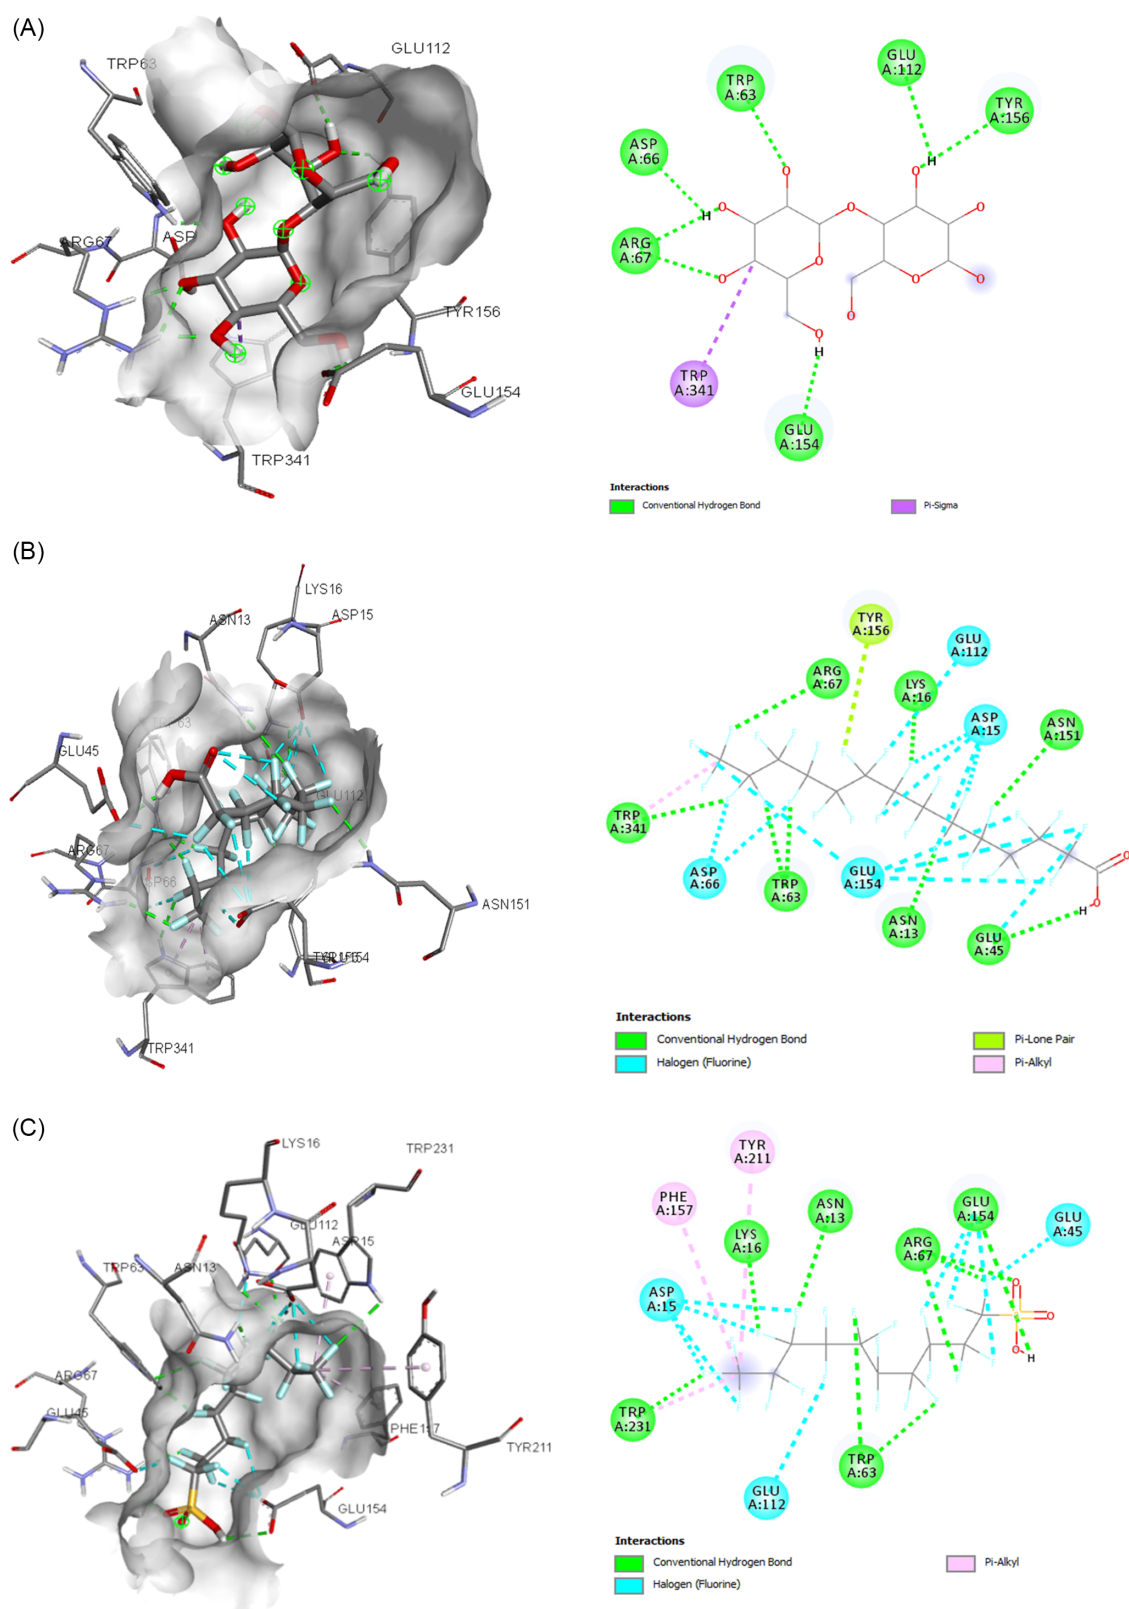 (A)
TRP63
GLU112
ARG67
ASP
TYR156
GLU154
TRP341
TRP
A:63
GLU
A:112
TYR
A:156
ASP
A:66
ARG
A:67
TRP
A:341
GLU
A:154
H
H
H
O
O
O
O
O
O
O
O
O
O
O
Interactions
Conventional Hydrogen Bond
Pi-Sigma
(B)
LYS16
ASN13
ASP15
TRP63
GLU45
GLU112
ARG67
ASP66
ASN151
TRP341
TYR
A:156
GLU
A:112
ARG
A:67
LYS
A:16
ASP
A:15
ASN
A:151
TRP
A:341
ASP
A:66
TRP
A:63
GLU
A:154
ASN
A:13
GLU
A:45
O
H
O
Interactions
Conventional Hydrogen Bond
Pi-Lone Pair
Halogen (Fluorine)
Pi-Alkyl
(C)
LYS16
TRP231
GLU112
ASP15
TRP63
ASN13
ARG67
GLU45
PHE157
TYR211
GLU154
TYR
A:211
PHE
A:157
ASN
A:13
GLU
A:154
GLU
A:45
LYS
A:16
ARG
A:67
ASP
A:15
TRP
A:231
TRP
A:63
GLU
A:112
O
S
O
O
H
Interactions
Conventional Hydrogen Bond
Pi-Alkyl
Halogen (Fluorine)